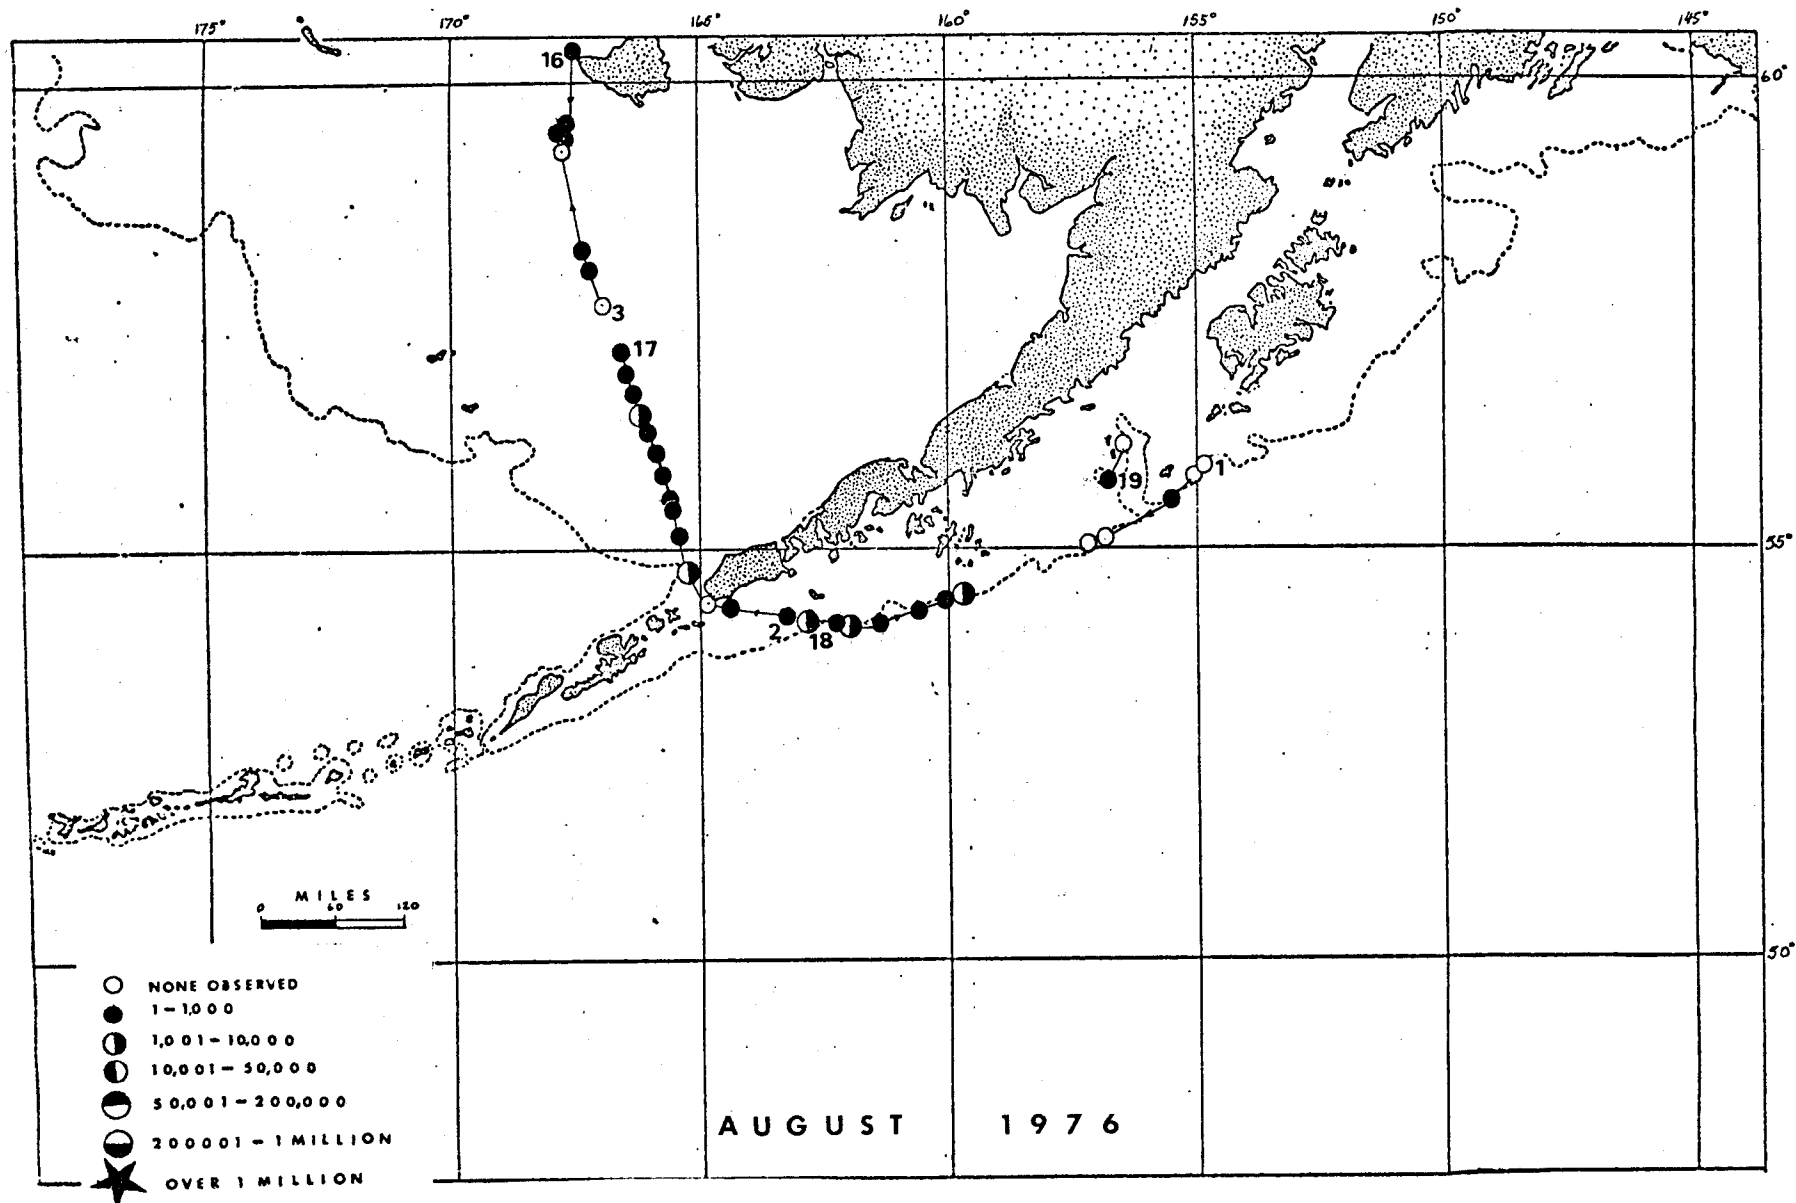 175° 170° 165° 160° 155° 150° 145°
60°
16
3
17
19
1
55°
2
18
MILES
0 60 120
50°
NONE OBSERVED
1-1,000
1,001-10,000
10,001-50,000
50,001-200,000
200001-1 MILLION
OVER 1 MILLION
AUGUST 1976